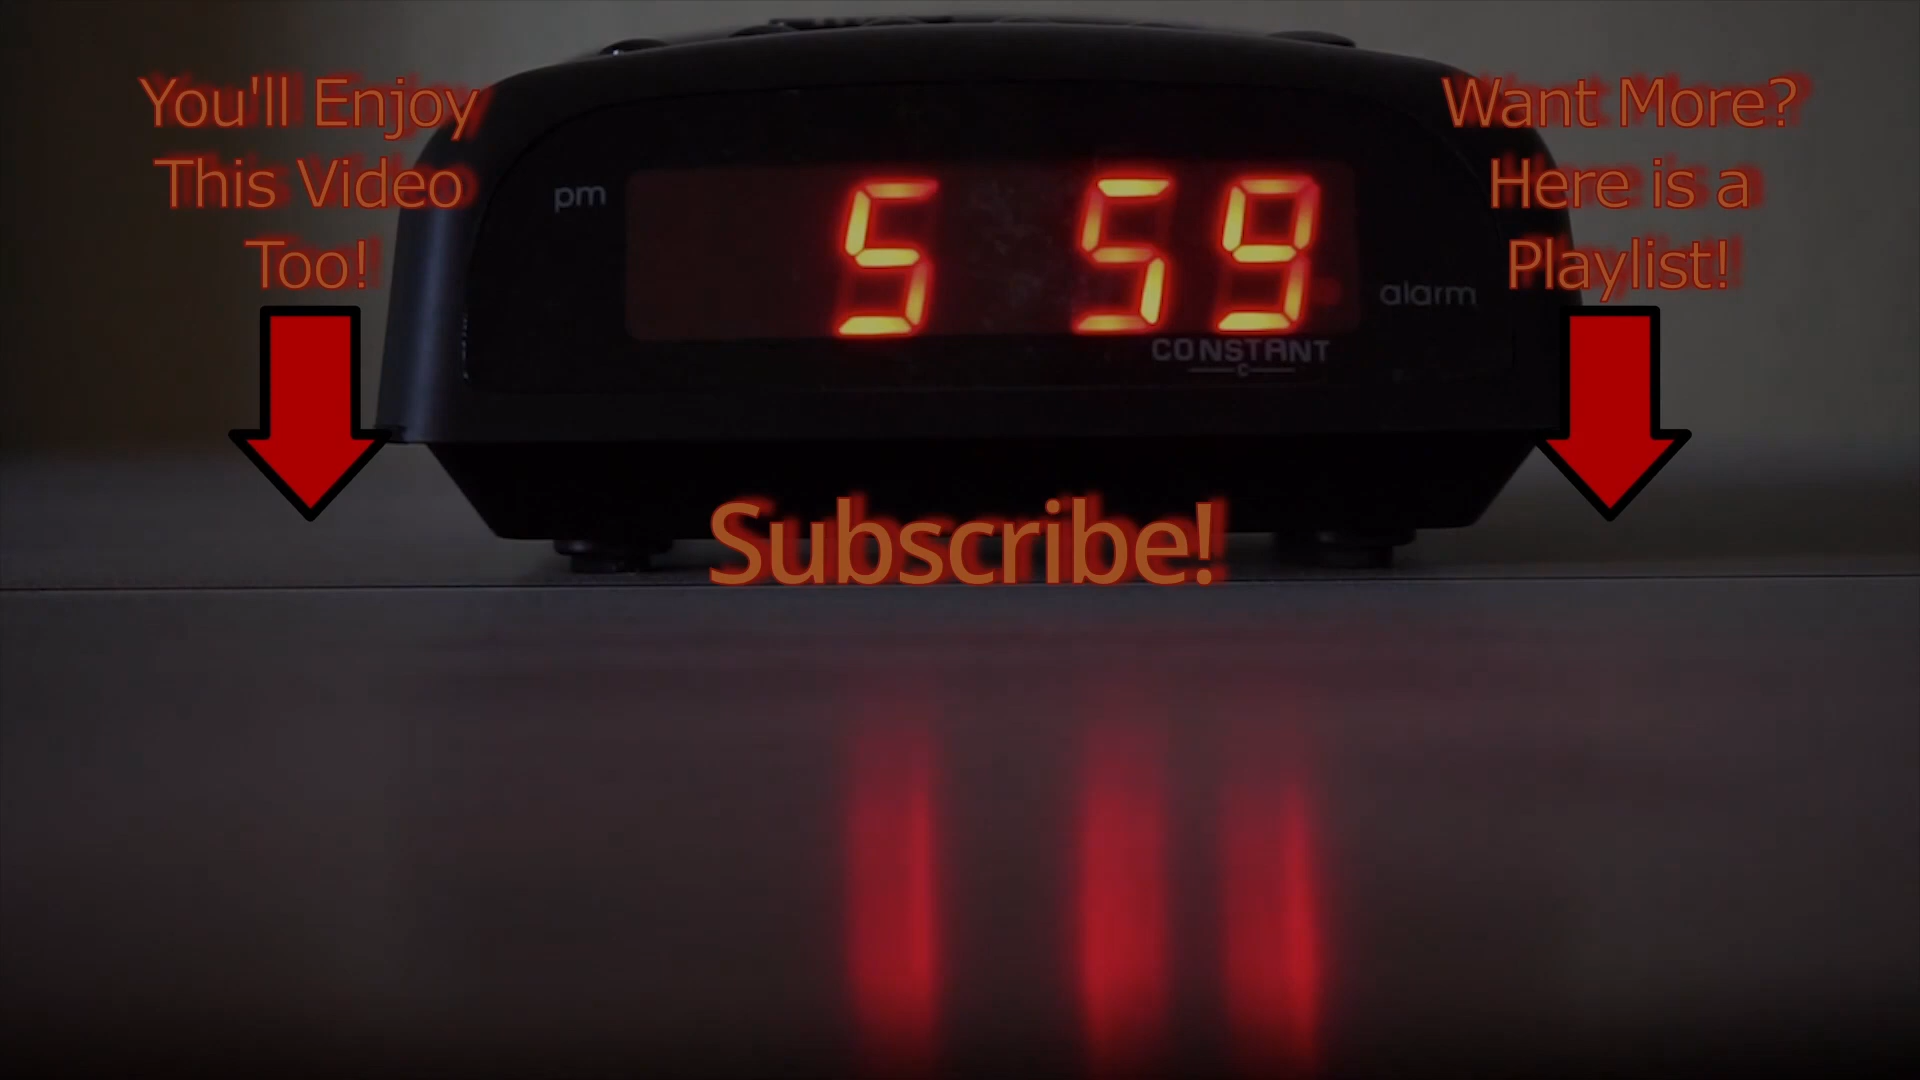 You'll Enjoy
This Video
Too!
Want More?
Here is a
Playlist!
pm
5 59
alarm
CONSTANT
C
Subscribe!